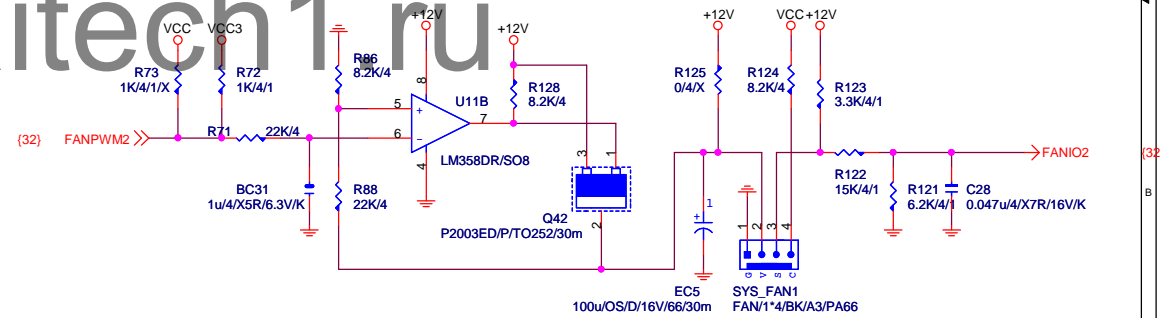 itech1.ru
+12V
+12V
+12V
VCC
+12V
VCC
VCC3
R73
1K/4/1/X
R72
1K/4/1
R86
8.2K/4
8
U11B
R128
8.2K/4
R125
0/4/X
R124
8.2K/4
R123
3.3K/4/1
5
+
7
{32}
FANPWM2
R71
22K/4
6
-
LM358DR/SO8
4
3
1
FANIO2
{32
BC31
1u/4/X5R/6.3V/K
R88
22K/4
Q42
P2003ED/P/TO252/30m
2
+
1
R122
15K/4/1
R121
6.2K/4/1
C28
0.047u/4/X7R/16V/K
B
1
2
3
4
G
V
S
C
EC5
100u/OS/D/16V/66/30m
SYS_FAN1
FAN/1*4/BK/A3/PA66